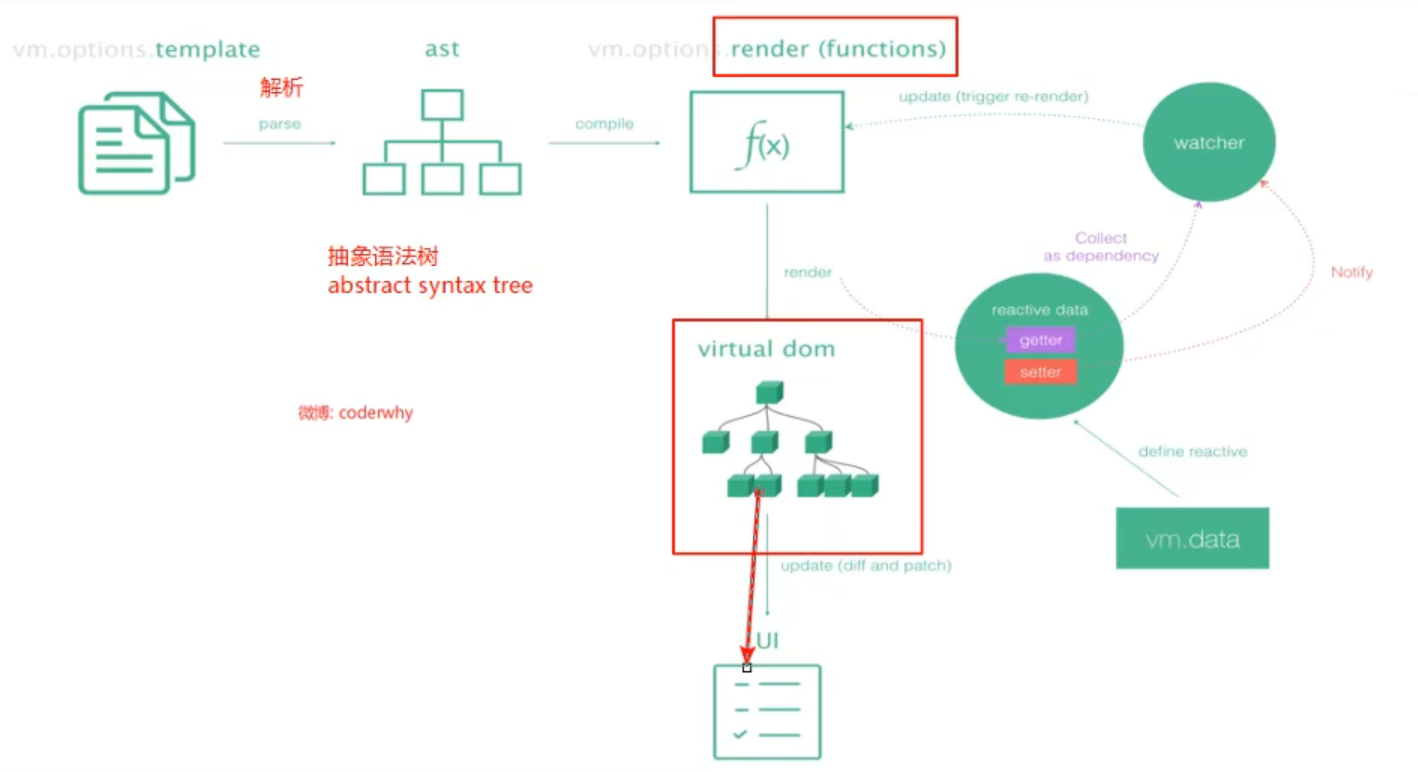 vm.options.template
ast
vm.option
render (functions)
解析
parse
compile
update (trigger re-render)
f(x)
watcher
抽象语法树
abstract syntax tree
Collect
as dependency
render
Notify
reactive data
getter
setter
virtual dom
微博: coderwhy
define reactive
vm.data
update (diff and patch)
UI